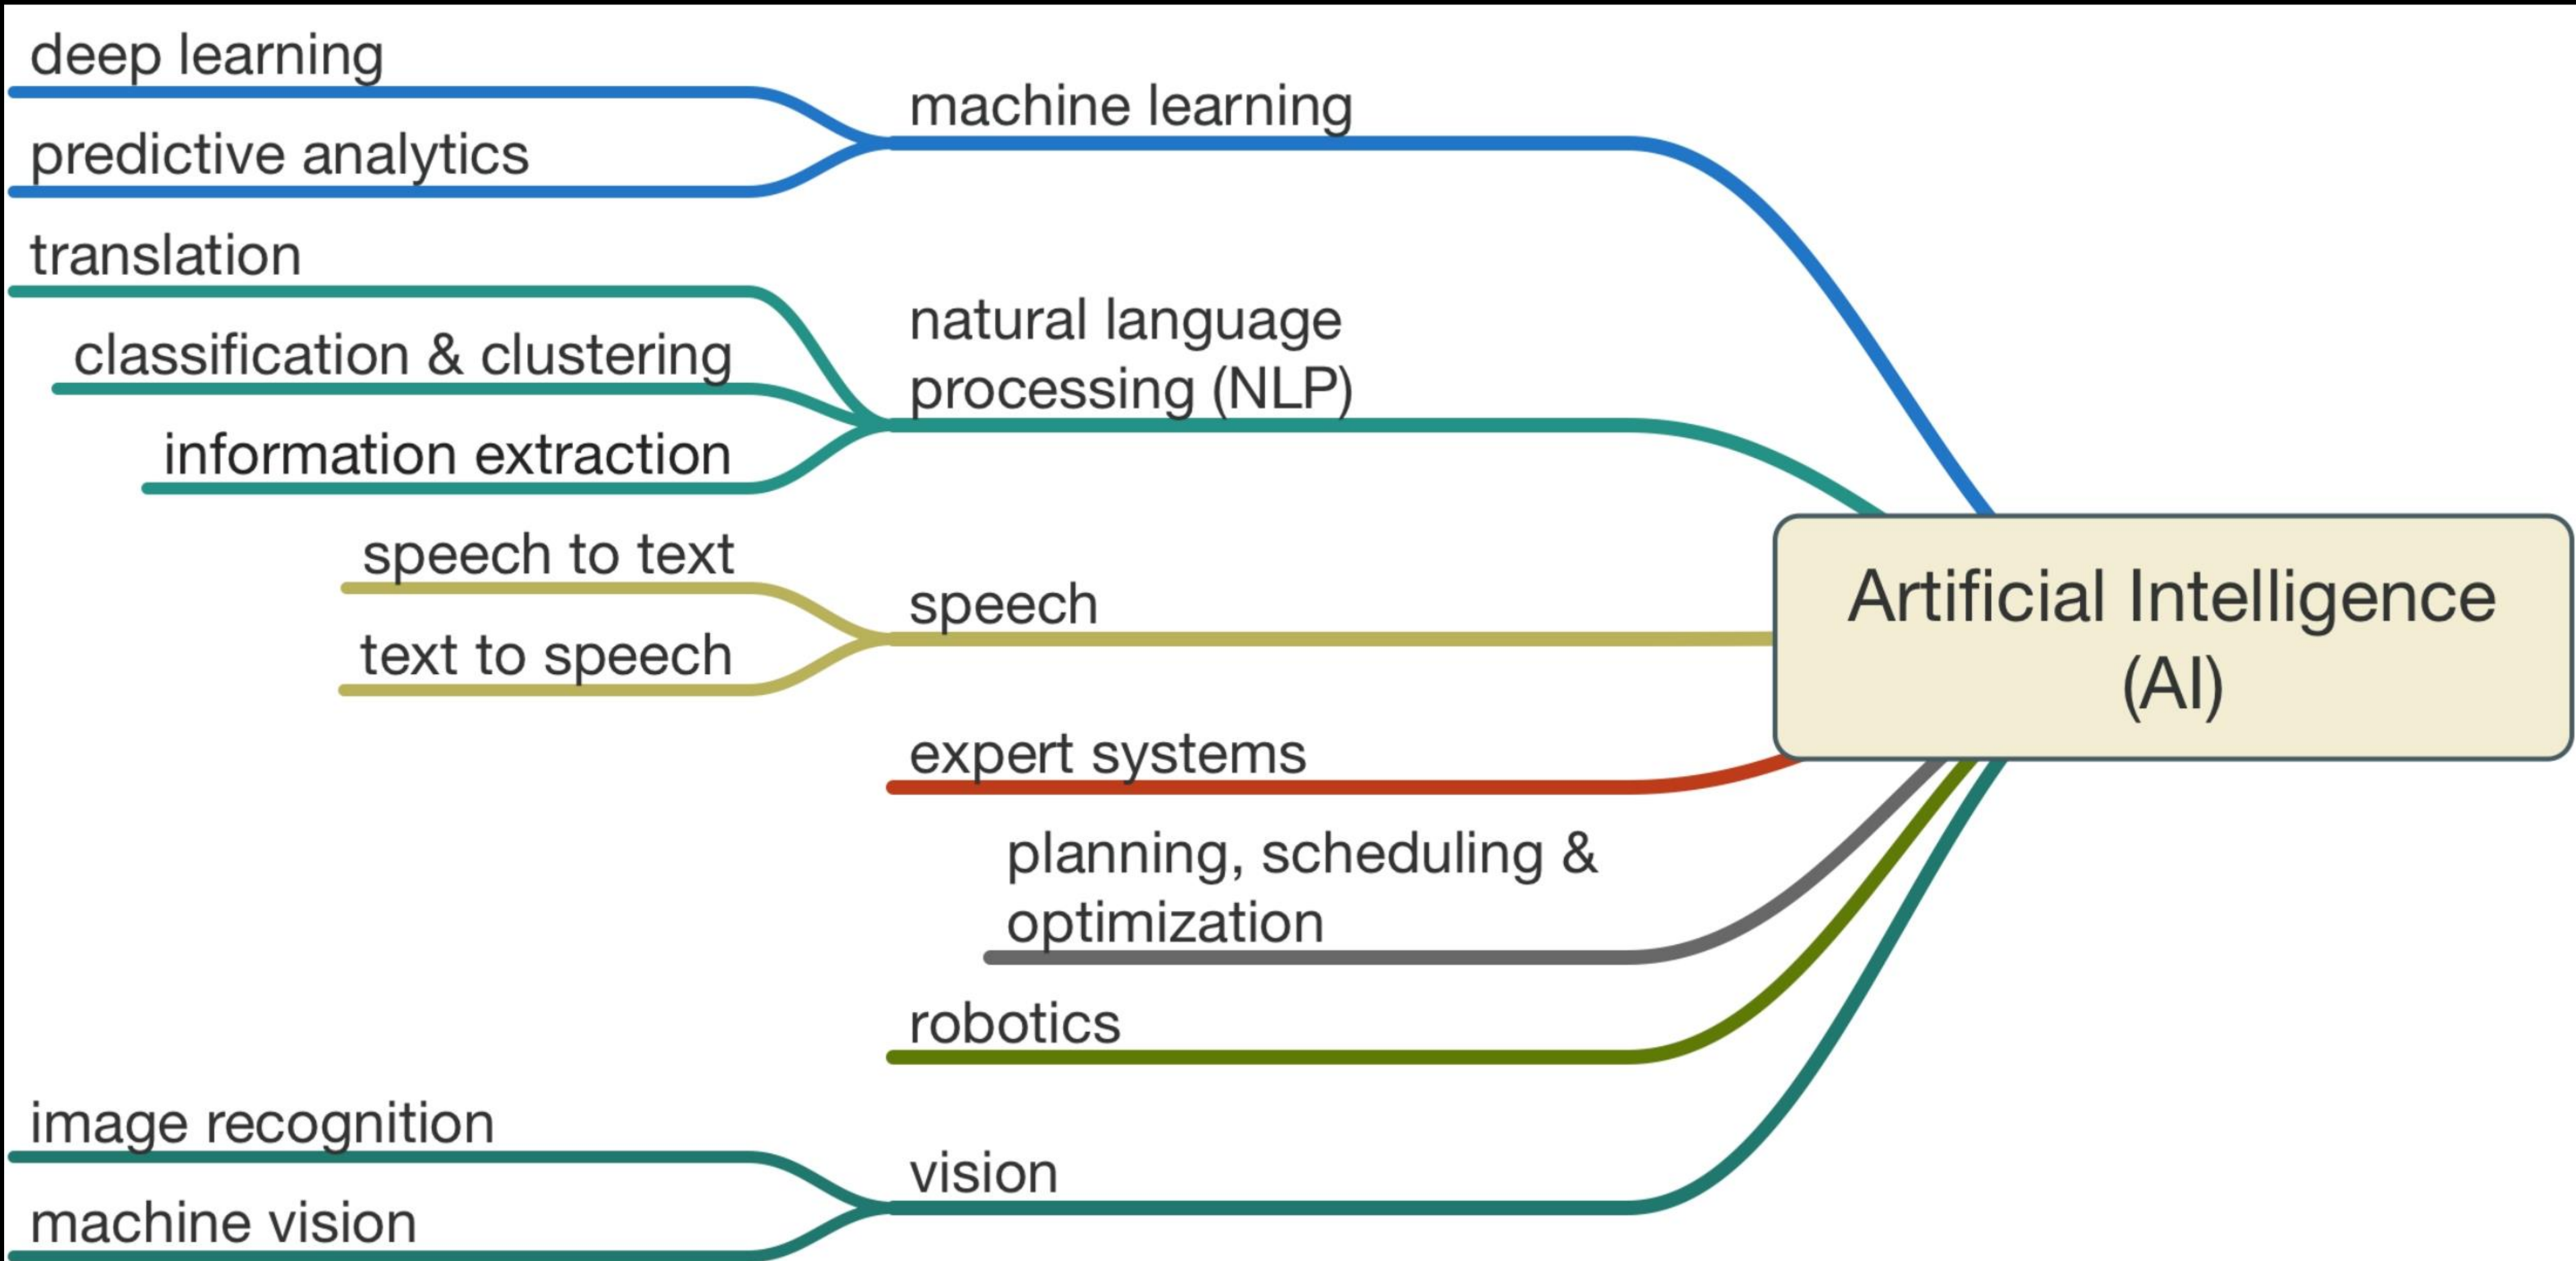 deep learning
predictive analytics
machine learning
translation
classification & clustering
information extraction
natural language
processing (NLP)
speech to text
text to speech
speech
Artificial Intelligence
(AI)
expert systems
planning, scheduling &
optimization
robotics
image recognition
machine vision
vision